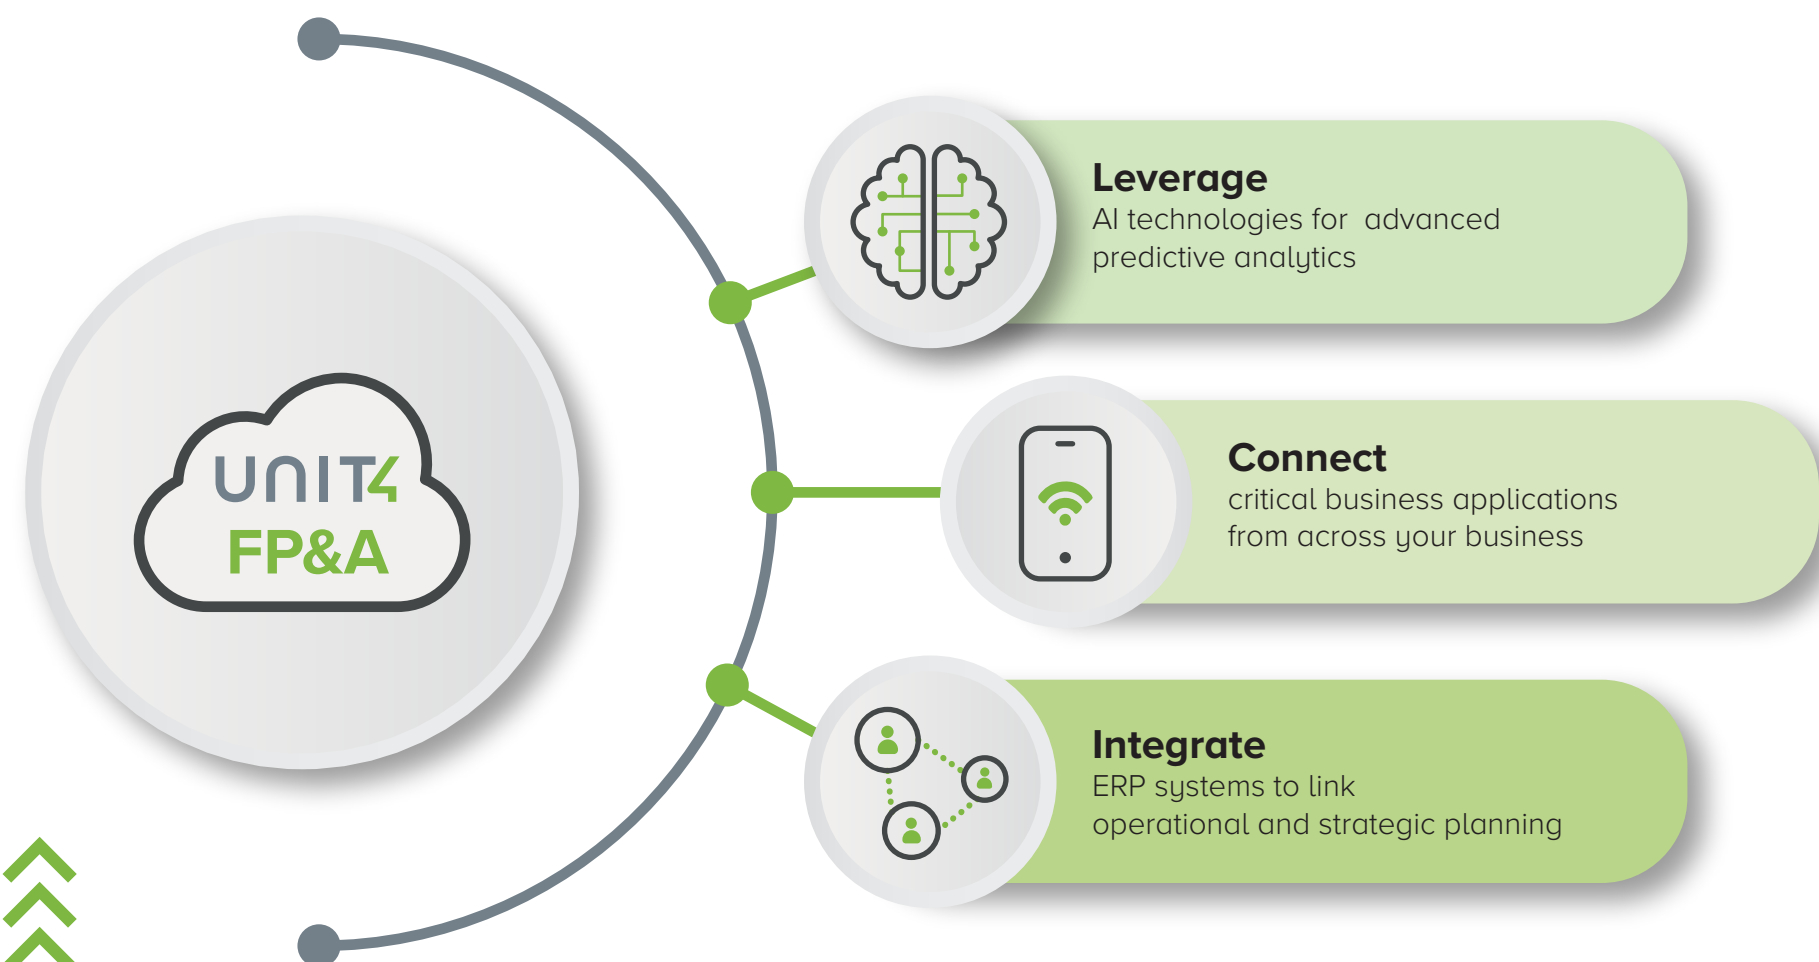 UNIT4
FP&A
Leverage
AI technologies for advanced
predictive analytics
Connect
critical business applications
from across your business
Integrate
ERP systems to link
operational and strategic planning